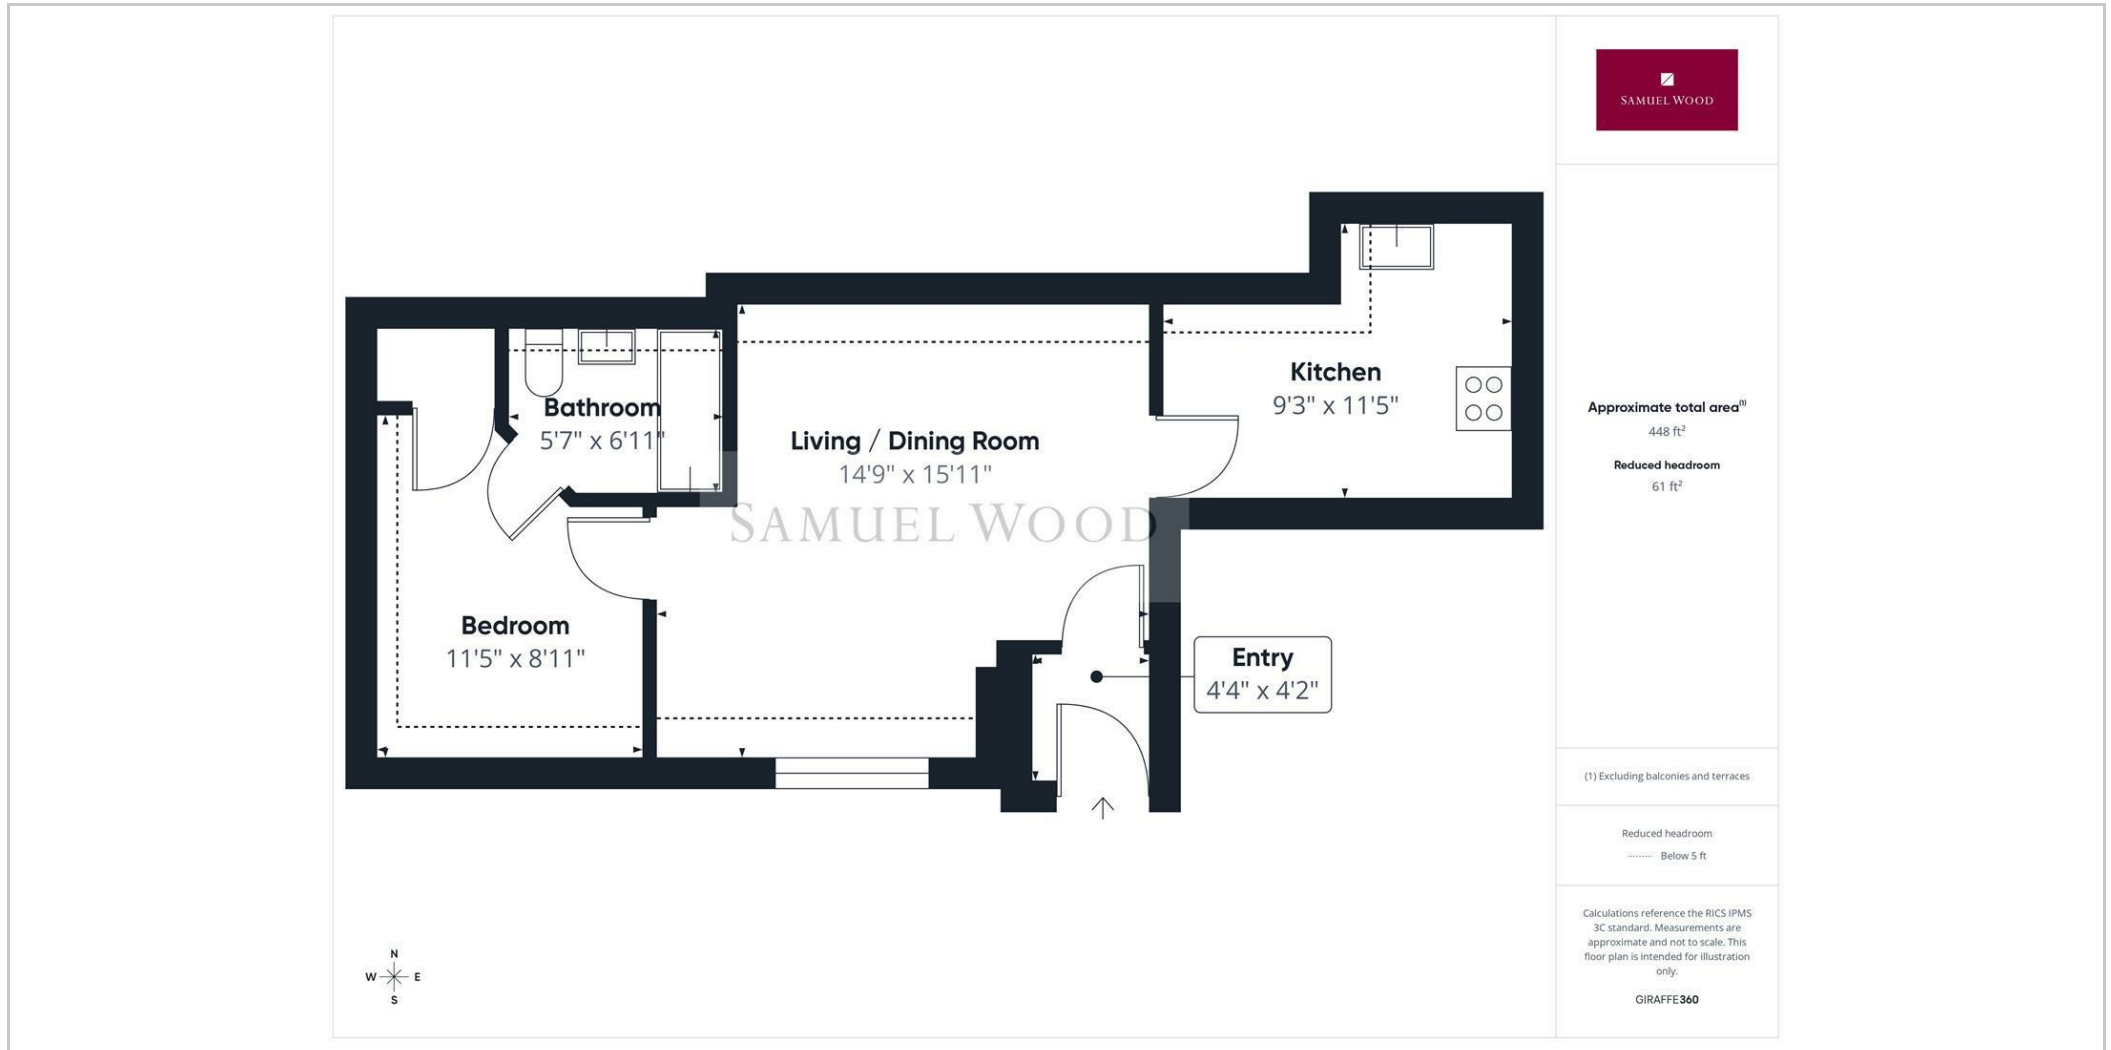 SAMUEL WOOD
Kitchen
9'3" x 11'5"
Bathroom
5'7" x 6'11"
Living / Dining Room
14'9" x 15'11"
SAMUEL WOOD
Bedroom
11'5" x 8'11"
Entry
4'4" x 4'2"
N
W E
S
Approximate total area(1)
448 ft²
Reduced headroom
61 ft²
(1) Excluding balconies and terraces
Reduced headroom
Below 5 ft
Calculations reference the RICS IPMS
3C standard. Measurements are
approximate and not to scale. This
floor plan is intended for illustration
only.
GIRAFFE360